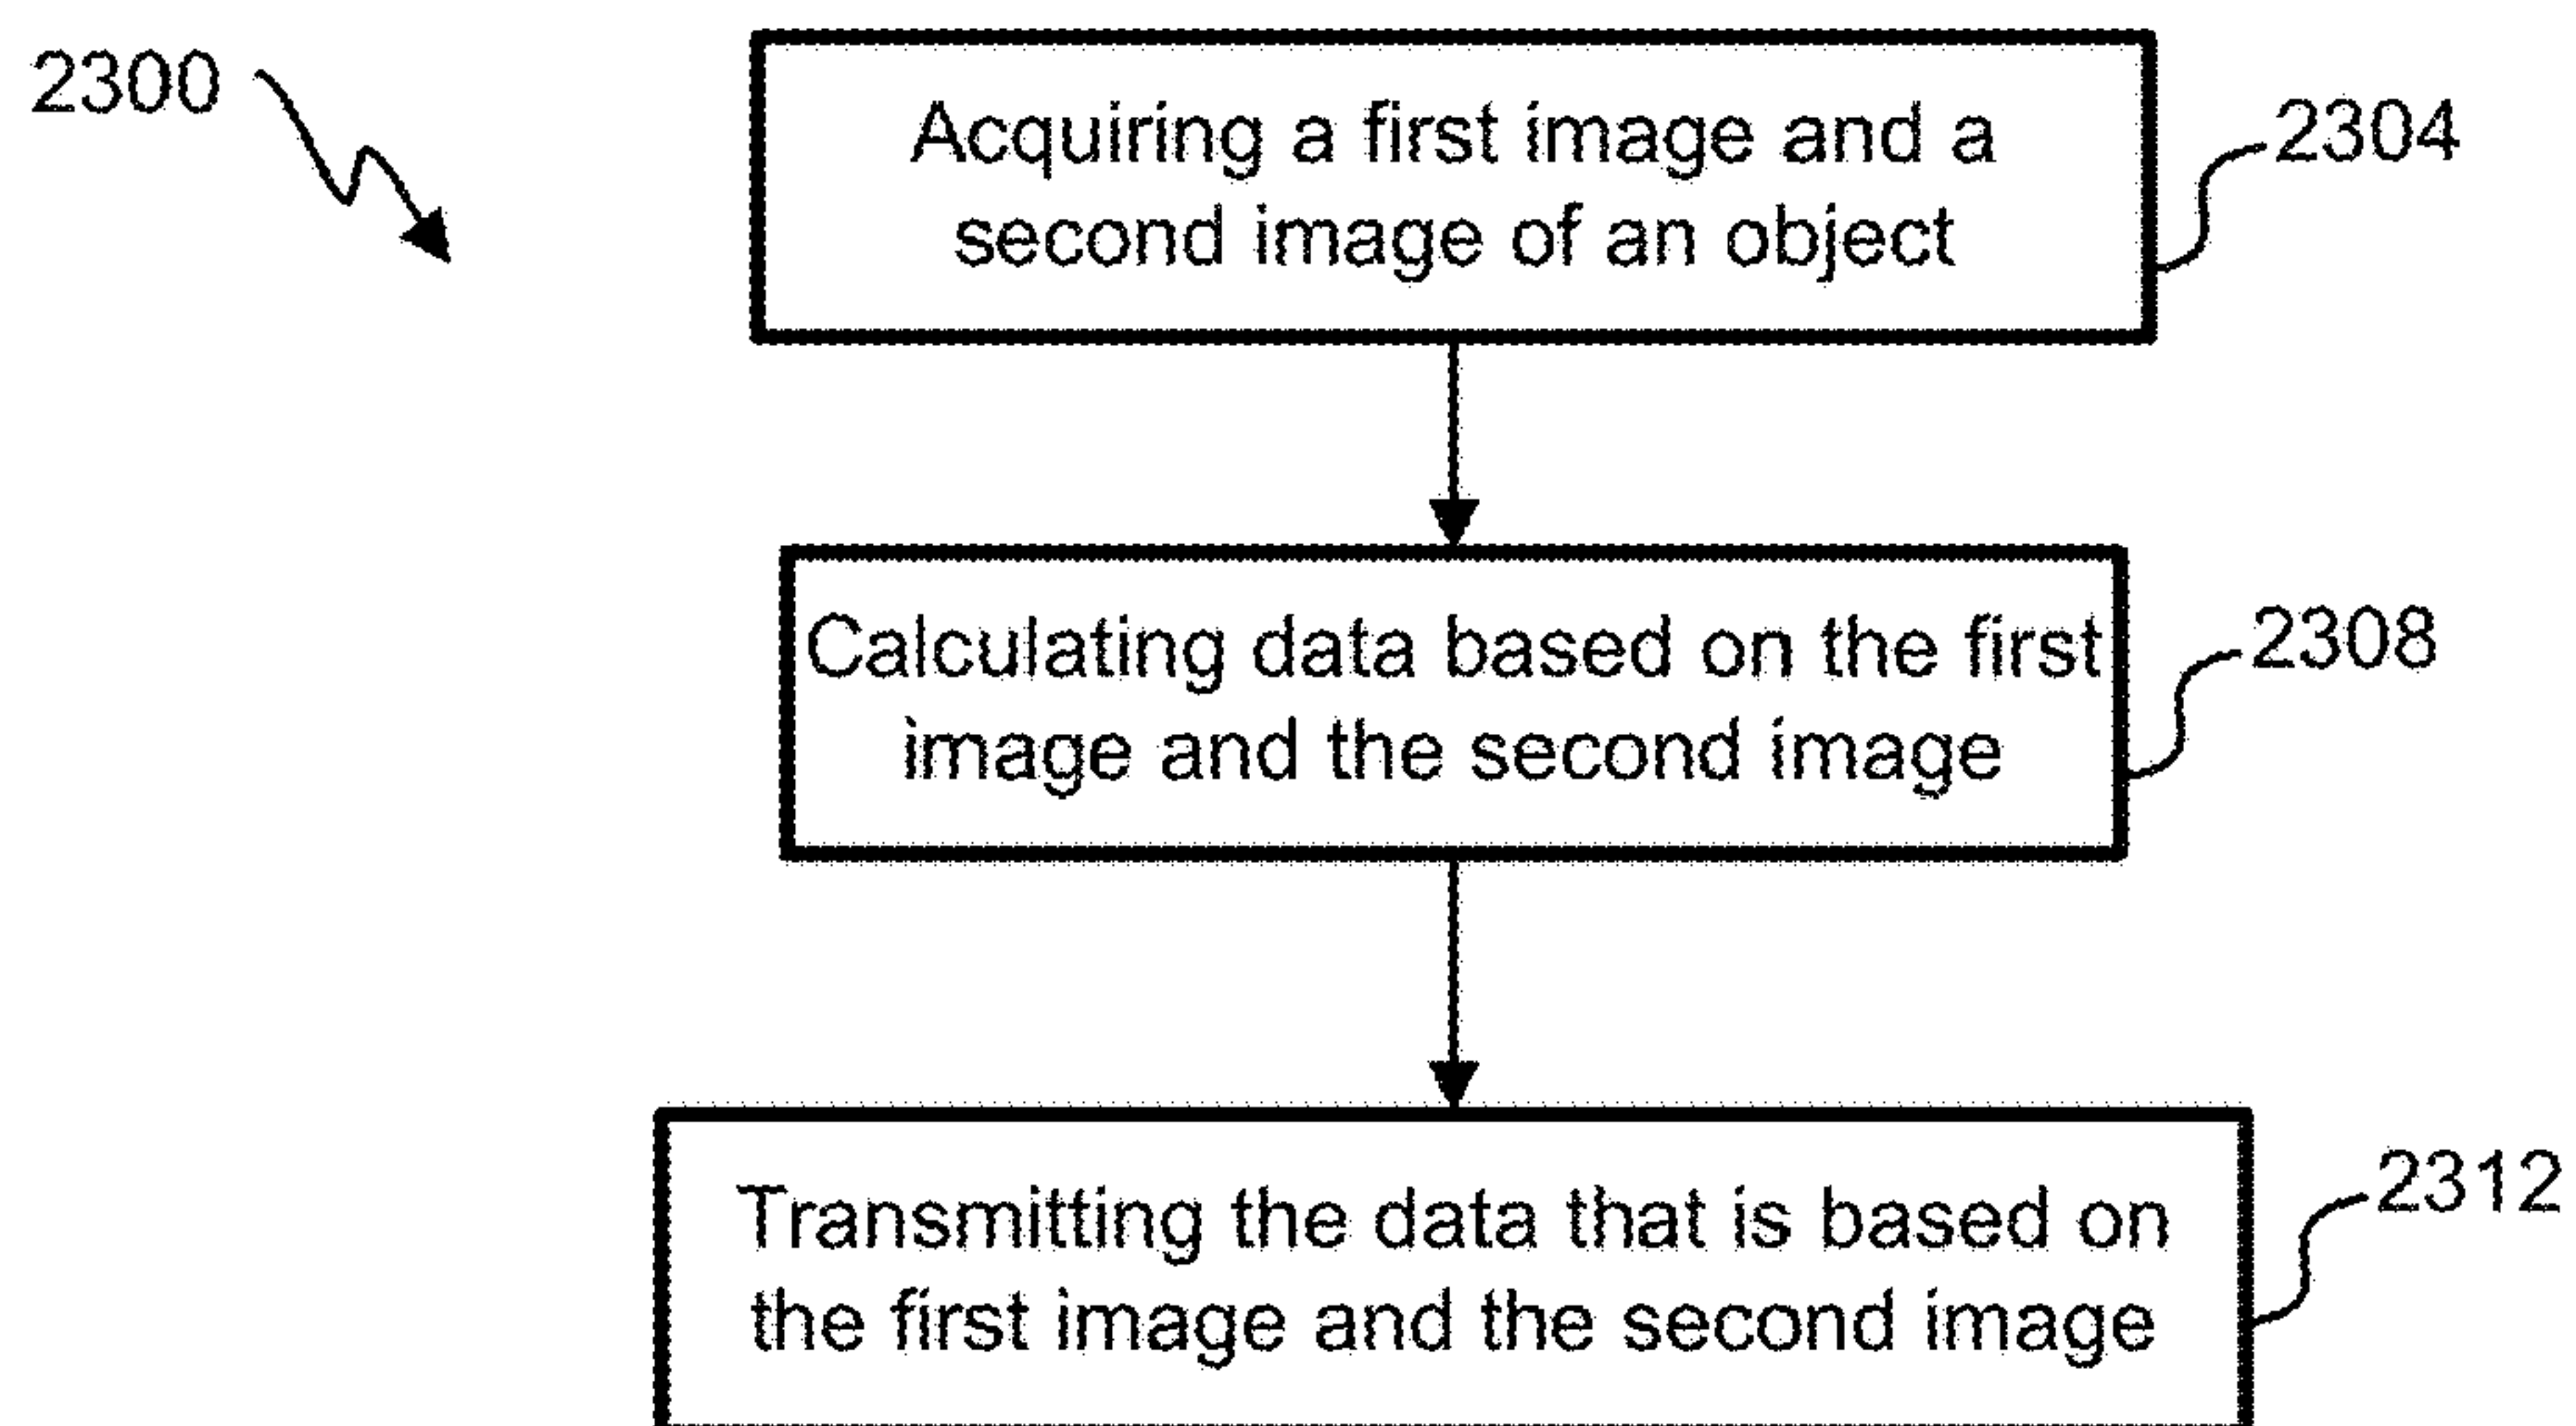 2300
Acquiring a first image and a
second image of an object
2304
Calculating data based on the first
image and the second image
2308
Transmitting the data that is based on
the first image and the second image
2312